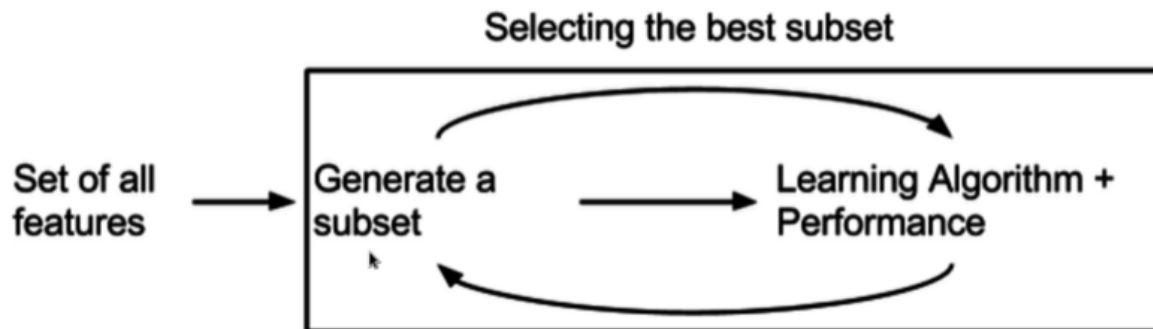 Selecting the best subset
Set of all
features
Generate a
subset
Learning Algorithm +
Performance